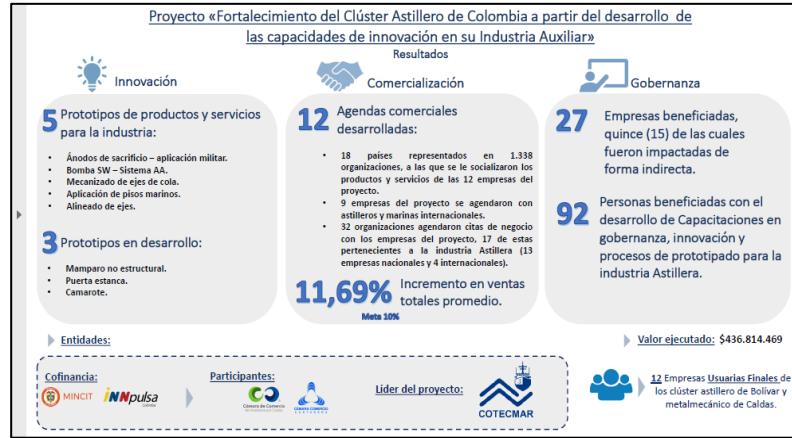 Proyecto «Fortalecimiento del Clúster Astillero de Colombia a partir del desarrollo de
las capacidades de innovación en su Industria Auxiliar»
Resultados
Innovación
5 Prototipos de productos y servicios
para la industria:
• Ánodos de sacrificio – aplicación militar.
• Bomba SW – Sistema AA.
• Mecanizado de ejes de cola.
• Aplicación de pisos marinos.
• Alineado de ejes.
3 Prototipos en desarrollo:
• Mamparo no estructural.
• Puerta estanca.
• Camarote.
Comercialización
12 Agendas comerciales
desarrolladas:
• 18 países representados en 1.338
organizaciones, a las que se le socializaron los
productos y servicios de las 12 empresas del
proyecto.
• 9 empresas del proyecto se agendaron con
astilleros y marinas internacionales.
• 32 organizaciones agendaron citas de negocio
con los empresas del proyecto, 17 de estas
pertenecientes a la industria Astillera (13
empresas nacionales y 4 internacionales).
11,69% Incremento en ventas
totales promedio.
Meta 10%
Gobernanza
27 Empresas beneficiadas,
quince (15) de las cuales
fueron impactadas de
forma indirecta.
92 Personas beneficiadas con el
desarrollo de Capacitaciones en
gobernanza, innovación y
procesos de prototipado para la
industria Astillera.
Entidades:
Valor ejecutado: $436.814.469
Cofinancia:
MINCIT
iNNpulsa
Participantes:
Cámara de Comercio
CÁMARA COMERCIO
CARTAGENA
Líder del proyecto:
COTECMAR
12 Empresas Usuarias Finales de
los clúster astillero de Bolívar y
metalmecánico de Caldas.